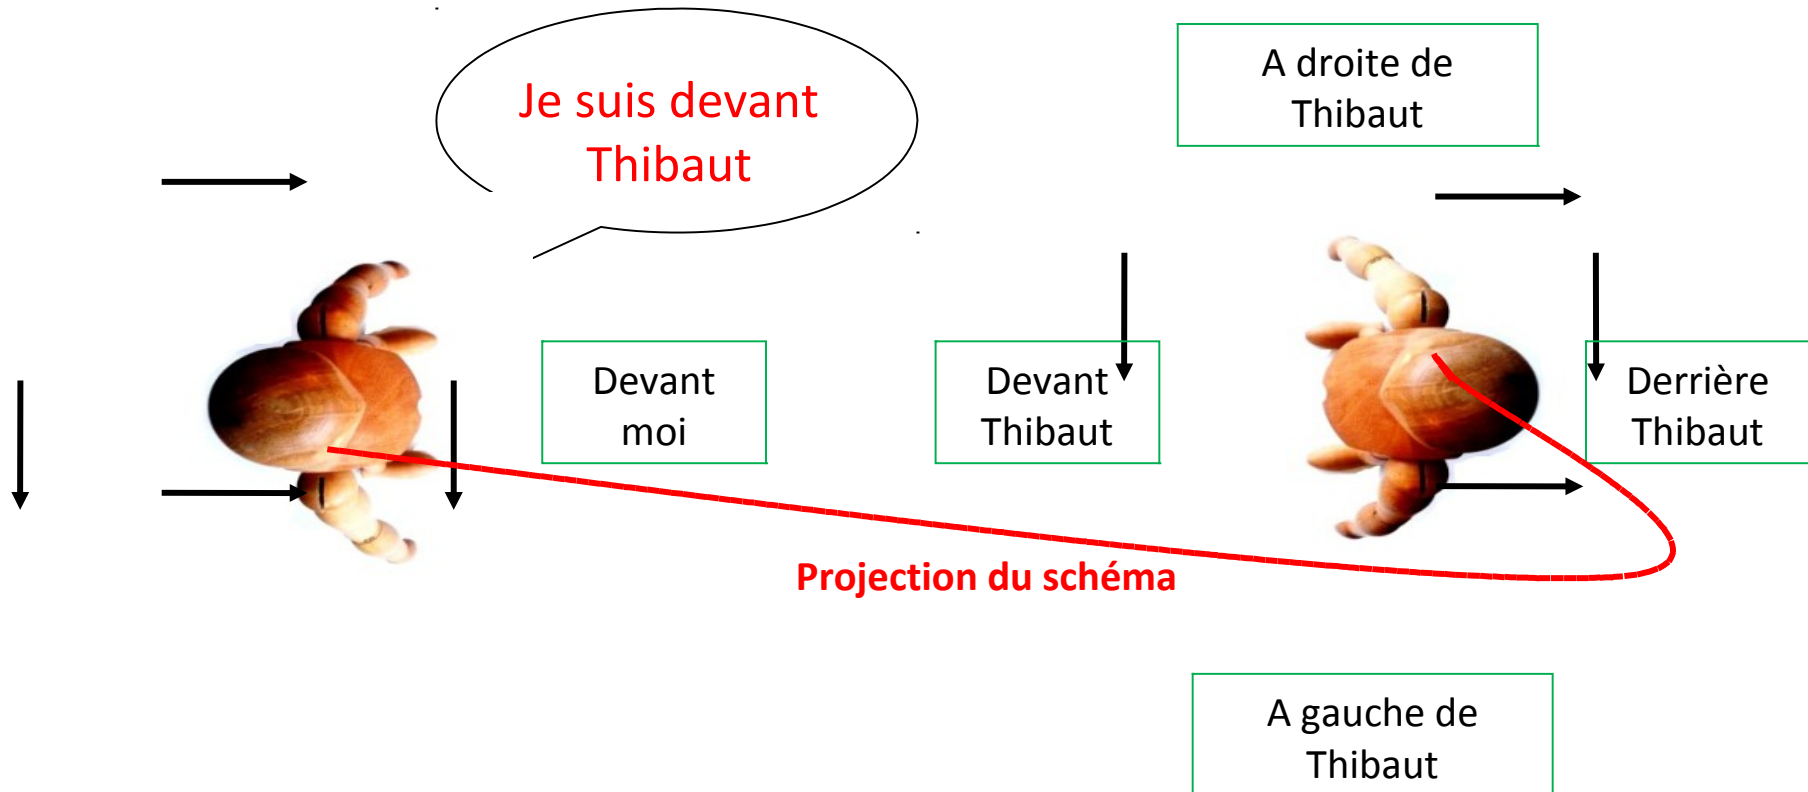 Je suis devant
Thibaut
A droite de
Thibaut
Devant
moi
Devant
Thibaut
Derrière
Thibaut
Projection du schéma
A gauche de
Thibaut